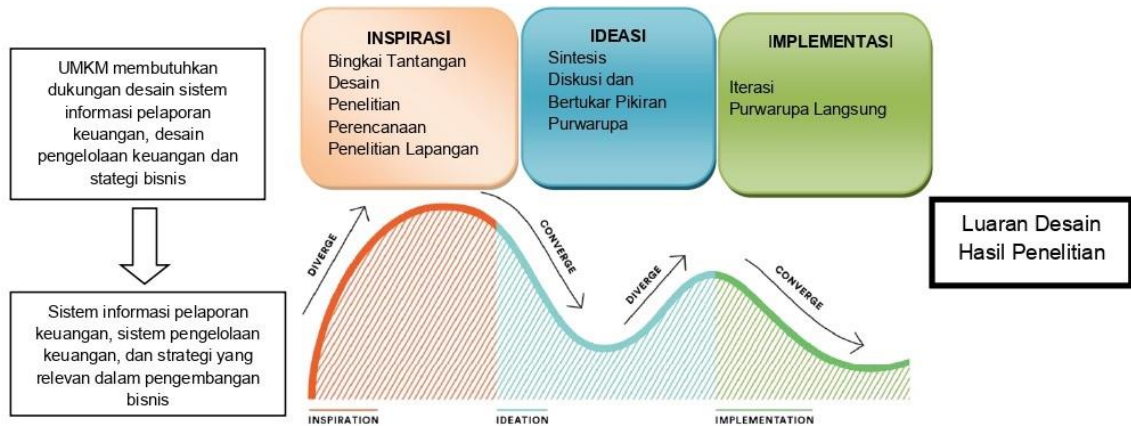 UMKM membutuhkan
dukungan desain sistem
informasi pelaporan
keuangan, desain
pengelolaan keuangan dan
stategi bisnis
Sistem informasi pelaporan
keuangan, sistem pengelolaan
keuangan, dan strategi yang
relevan dalam pengembangan
bisnis
INSPIRASI
Bingkai Tantangan
Desain
Penelitian
Perencanaan
Penelitian Lapangan
IDEASI
Sintesis
Diskusi dan
Bertukar Pikiran
Purwarupa
IMPLEMENTASI
Iterasi
Purwarupa Langsung
DIVERGE
CONVERGE
DIVERGE
CONVERGE
INSPIRATION
IDEATION
IMPLEMENTATION
Luaran Desain
Hasil Penelitian